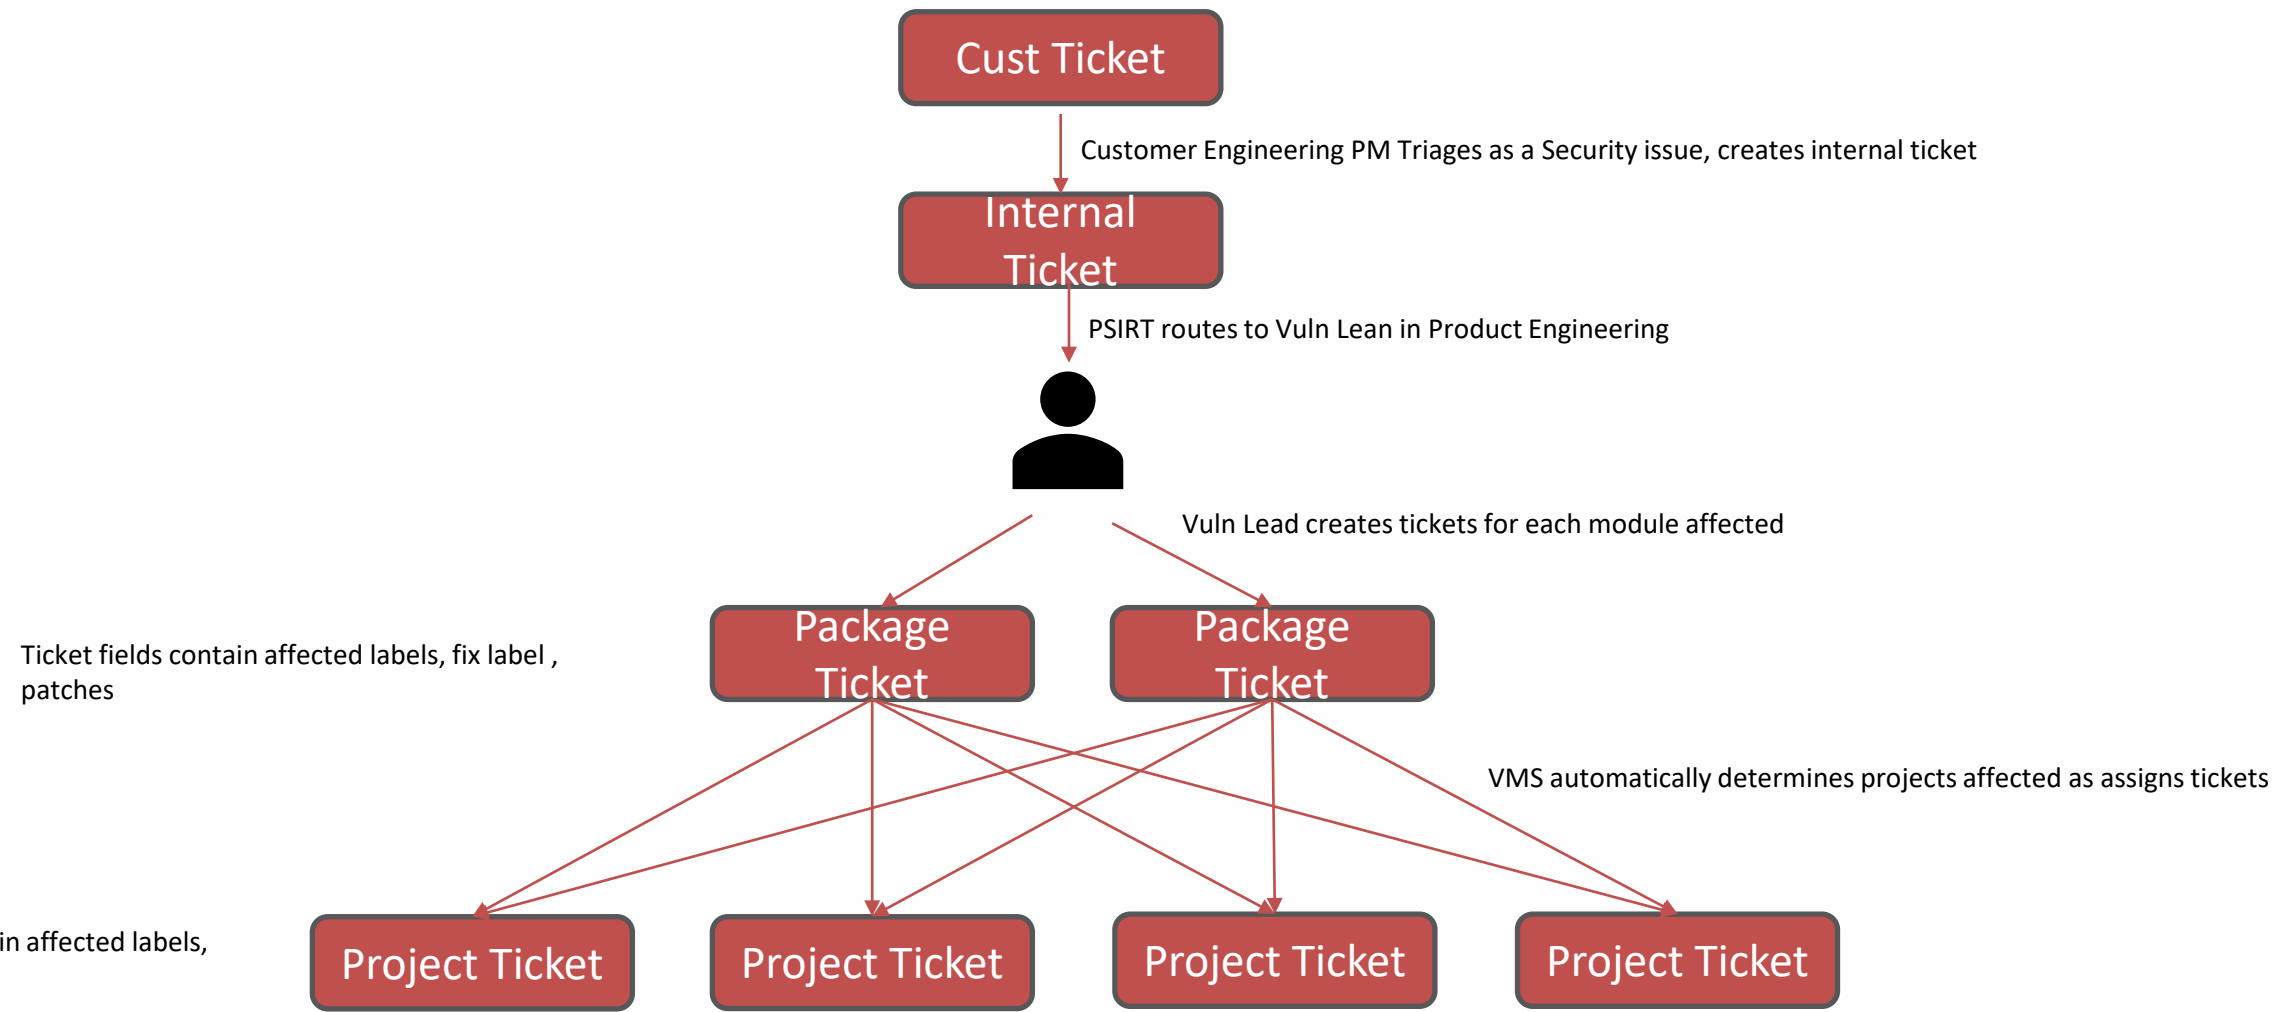 Cust Ticket
Customer Engineering PM Triages as a Security issue, creates internal ticket
Internal
Ticket
PSIRT routes to Vuln Lean in Product Engineering
Vuln Lead creates tickets for each module affected
Package
Ticket
Package
Ticket
Ticket fields contain affected labels, fix label ,
patches
VMS automatically determines projects affected as assigns tickets
affected labels,
Project Ticket
Project Ticket
Project Ticket
Project Ticket